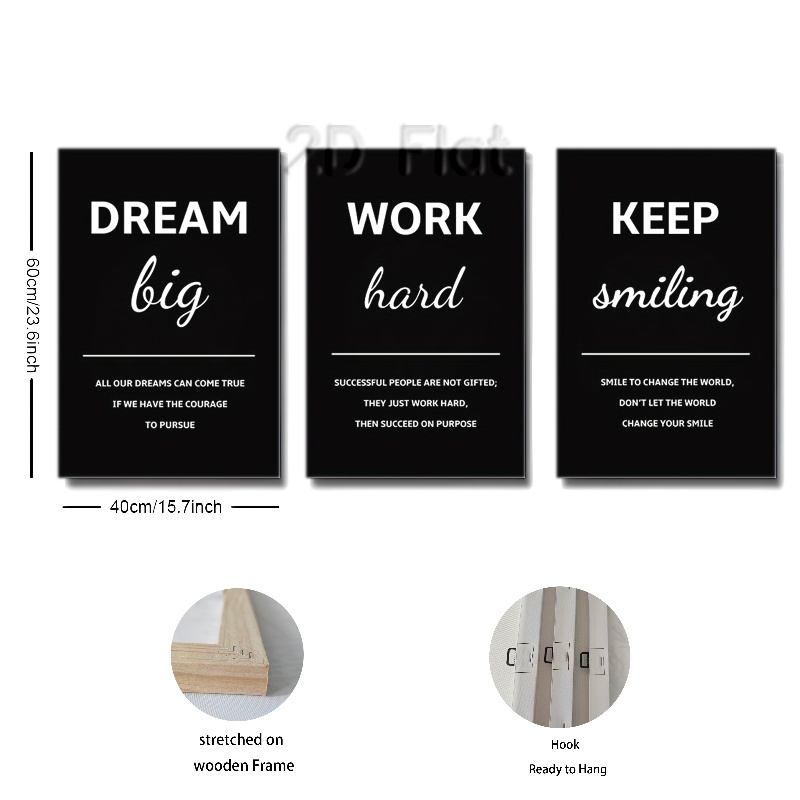 2D Flat
DREAM
big
ALL OUR DREAMS CAN COME TRUE
IF WE HAVE THE COURAGE
TO PURSUE
WORK
hard
SUCCESSFUL PEOPLE ARE NOT GIFTED;
THEY JUST WORK HARD,
THEN SUCCEED ON PURPOSE
KEEP
smiling
SMILE TO CHANGE THE WORLD,
DON'T LET THE WORLD
CHANGE YOUR SMILE
60cm/23.6inch
40cm/15.7inch
stretched on
wooden Frame
Hook
Ready to Hang